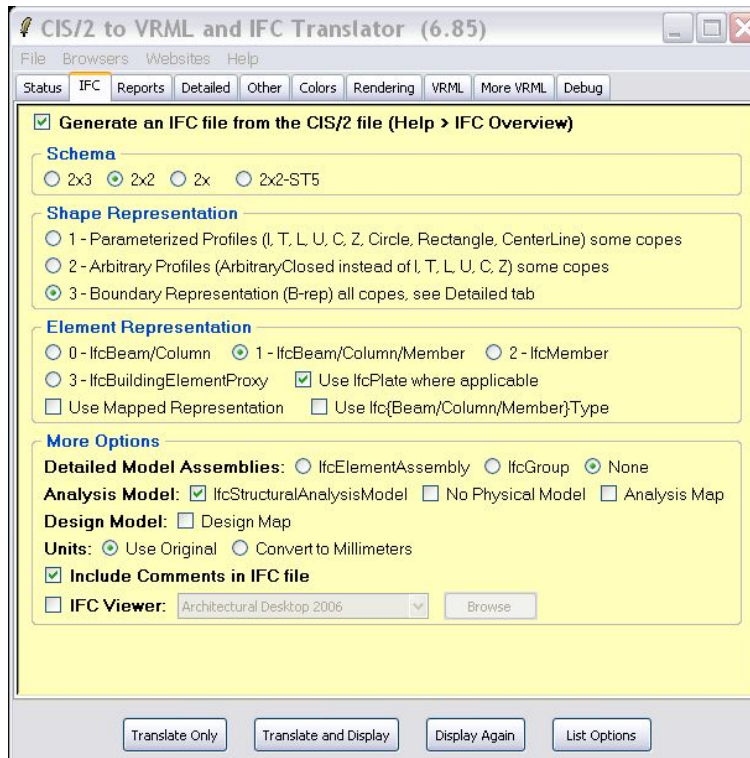 CIS/2 to VRML and IFC Translator (6.85)
File Browsers Websites Help
Status IFC Reports Detailed Other Colors Rendering VRML More VRML Debug
Generate an IFC file from the CIS/2 file (Help > IFC Overview)
Schema
2x3 2x2 2x 2x2-ST5
Shape Representation
1 - Parameterized Profiles (I, T, L, U, C, Z, Circle, Rectangle, CenterLine) some copes
2 - Arbitrary Profiles (ArbitraryClosed instead of I, T, L, U, C, Z) some copes
3 - Boundary Representation (B-rep) all copes, see Detailed tab
Element Representation
0 - IfcBeam/Column 1 - IfcBeam/Column/Member 2 - IfcMember
3 - IfcBuildingElementProxy Use IfcPlate where applicable
Use Mapped Representation Use Ifc{Beam/Column/Member}Type
More Options
Detailed Model Assemblies: IfcElementAssembly IfcGroup None
Analysis Model: IfcStructuralAnalysisModel No Physical Model Analysis Map
Design Model: Design Map
Units: Use Original Convert to Millimeters
Include Comments in IFC file
IFC Viewer: Architectural Desktop 2006 Browse
Translate Only Translate and Display Display Again List Options